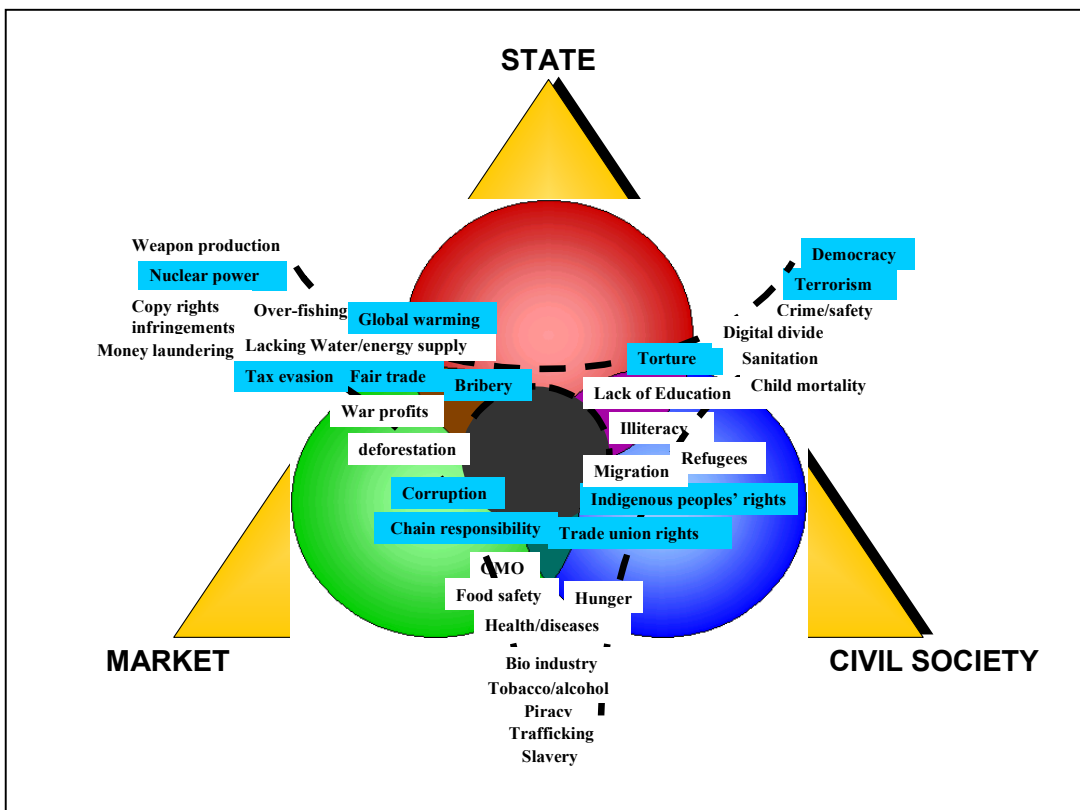 STATE
Weapon production
Nuclear power
Copy rights
infringements
Money laundering
Over-fishing
Global warming
Lacking Water/energy supply
Tax evasion
Fair trade
Bribery
War profits
deforestation
Democracy
Terrorism
Crime/safety
Digital divide
Torture
Sanitation
Child mortality
Lack of Education
Illiteracy
Refugees
Migration
Indigenous peoples’ rights
Corruption
Chain responsibility
Trade union rights
GMO
Food safety
Hunger
Health/diseases
MARKET
CIVIL SOCIETY
Bio industry
Tobacco/alcohol
Piracy
Trafficking
Slavery